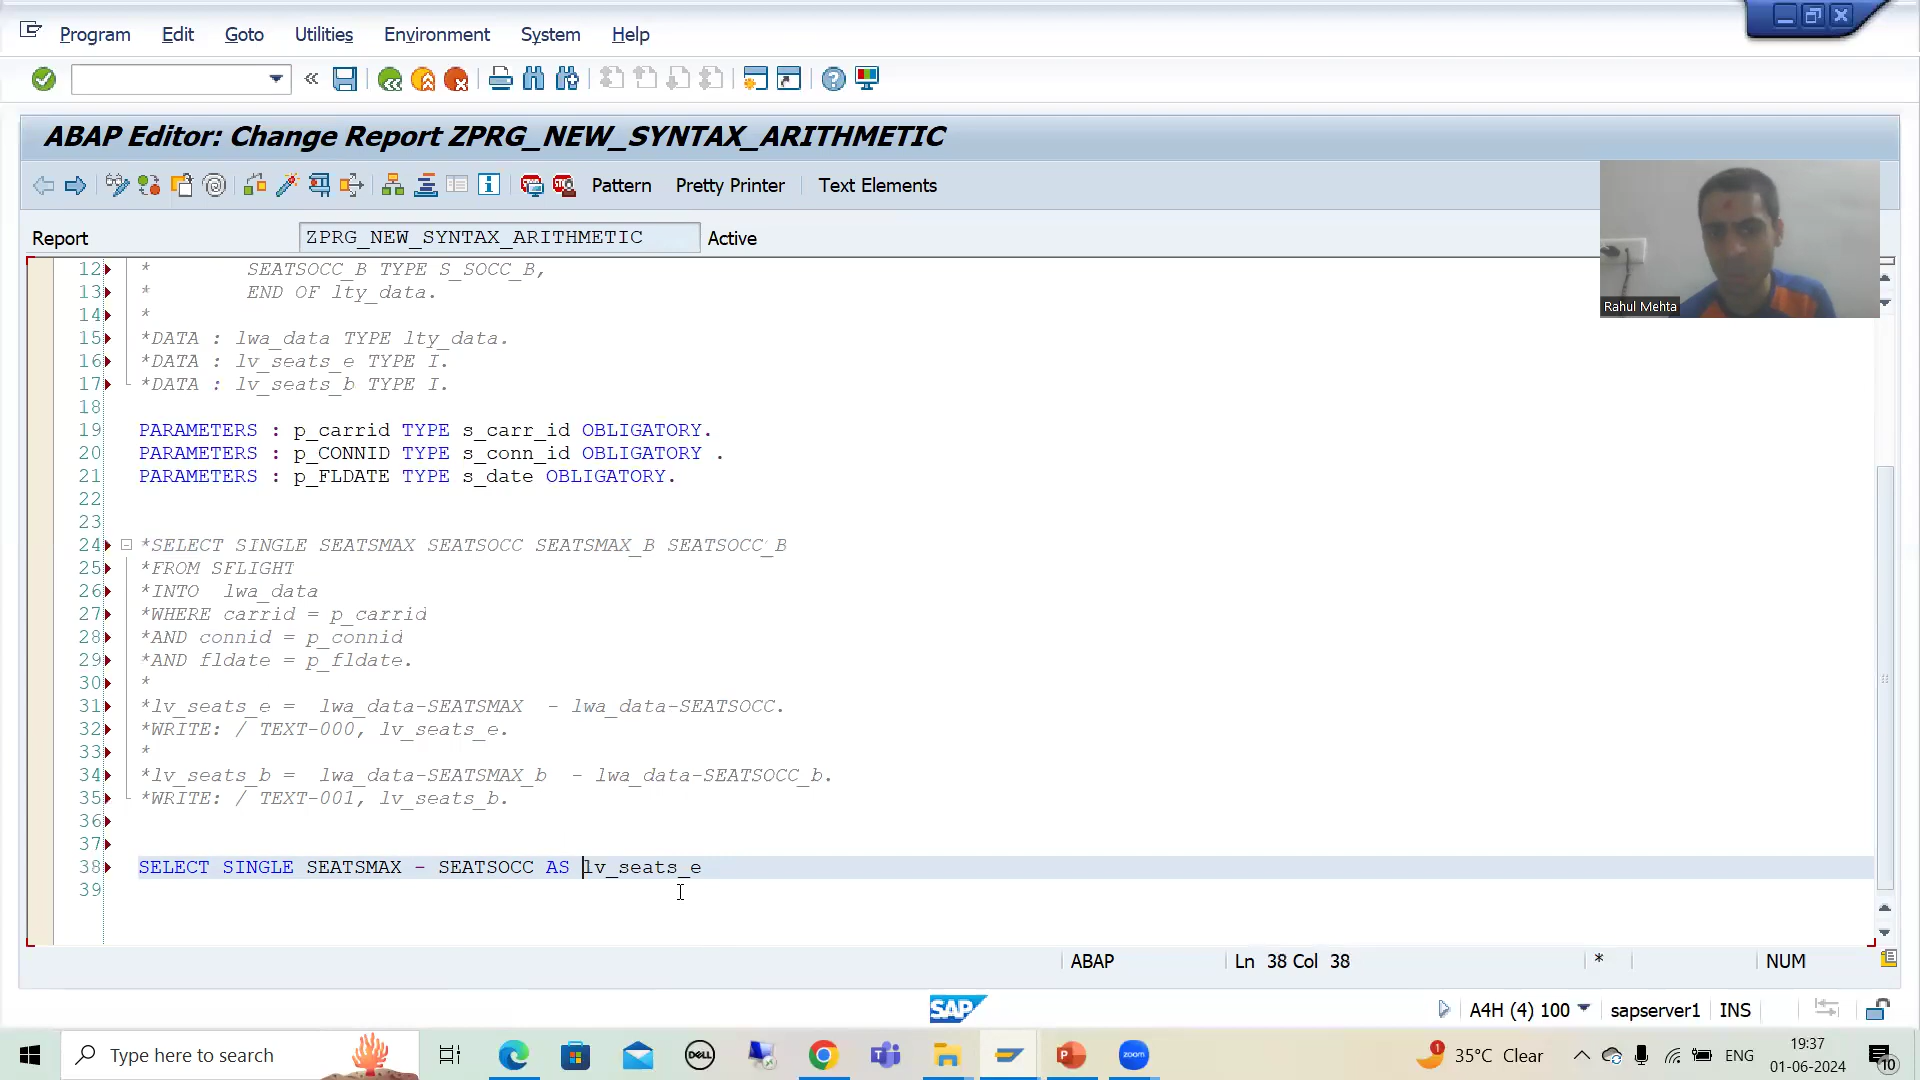 Program Edit Goto Utilities Environment System Help
ABAP Editor: Change Report ZPRG_NEW_SYNTAX_ARITHMETIC
Pattern Pretty Printer Text Elements
Report ZPRG_NEW_SYNTAX_ARITHMETIC Active
Rahul Mehta
12 * SEATSOCC_B TYPE S_SOCC_B,
13 * END OF lty_data.
14 *
15 *DATA : lwa_data TYPE lty_data.
16 *DATA : lv_seats_e TYPE I.
17 *DATA : lv_seats_b TYPE I.
18
19 PARAMETERS : p_carrid TYPE s_carr_id OBLIGATORY.
20 PARAMETERS : p_CONNID TYPE s_conn_id OBLIGATORY .
21 PARAMETERS : p_FLDATE TYPE s_date OBLIGATORY.
22
23
24 *SELECT SINGLE SEATSMAX SEATSOCC SEATSMAX_B SEATSOCC_B
25 *FROM SFLIGHT
26 *INTO lwa_data
27 *WHERE carrid = p_carrid
28 *AND connid = p_connid
29 *AND fldate = p_fldate.
30 *
31 *lv_seats_e = lwa_data-SEATSMAX - lwa_data-SEATSOCC.
32 *WRITE: / TEXT-000, lv_seats_e.
33 *
34 *lv_seats_b = lwa_data-SEATSMAX_b - lwa_data-SEATSOCC_b.
35 *WRITE: / TEXT-001, lv_seats_b.
36
37
38 SELECT SINGLE SEATSMAX - SEATSOCC AS lv_seats_e
39
ABAP Ln 38 Col 38 * NUM
SAP A4H (4) 100 sapserver1 INS
Type here to search DELL zoom 1 35°C Clear ENG 19:37
01-06-2024 10